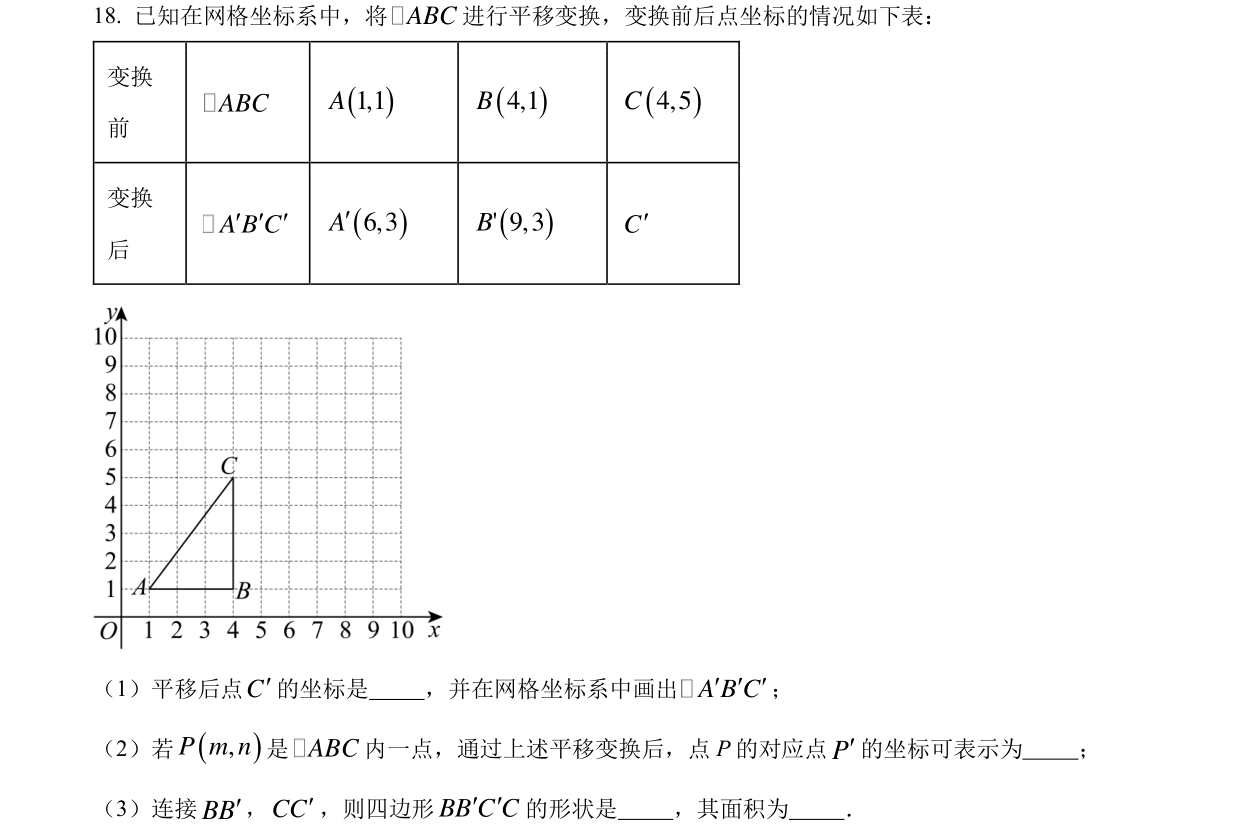 18. 已知在网格坐标系中，将□ABC 进行平移变换，变换前后点坐标的情况如下表：
变换前 □ABC A(1,1) B(4,1) C(4,5)
变换后 □A′B′C′ A′(6,3) B'(9,3) C′
y
10
9
8
7
6
5
4
3
2
1
C
A
B
O 1 2 3 4 5 6 7 8 9 10 x
（1）平移后点C′的坐标是____，并在网格坐标系中画出□A′B′C′；
（2）若P(m,n)是□ABC内一点，通过上述平移变换后，点P的对应点P′的坐标可表示为____；
（3）连接BB′，CC′，则四边形BB′C′C的形状是____，其面积为____．